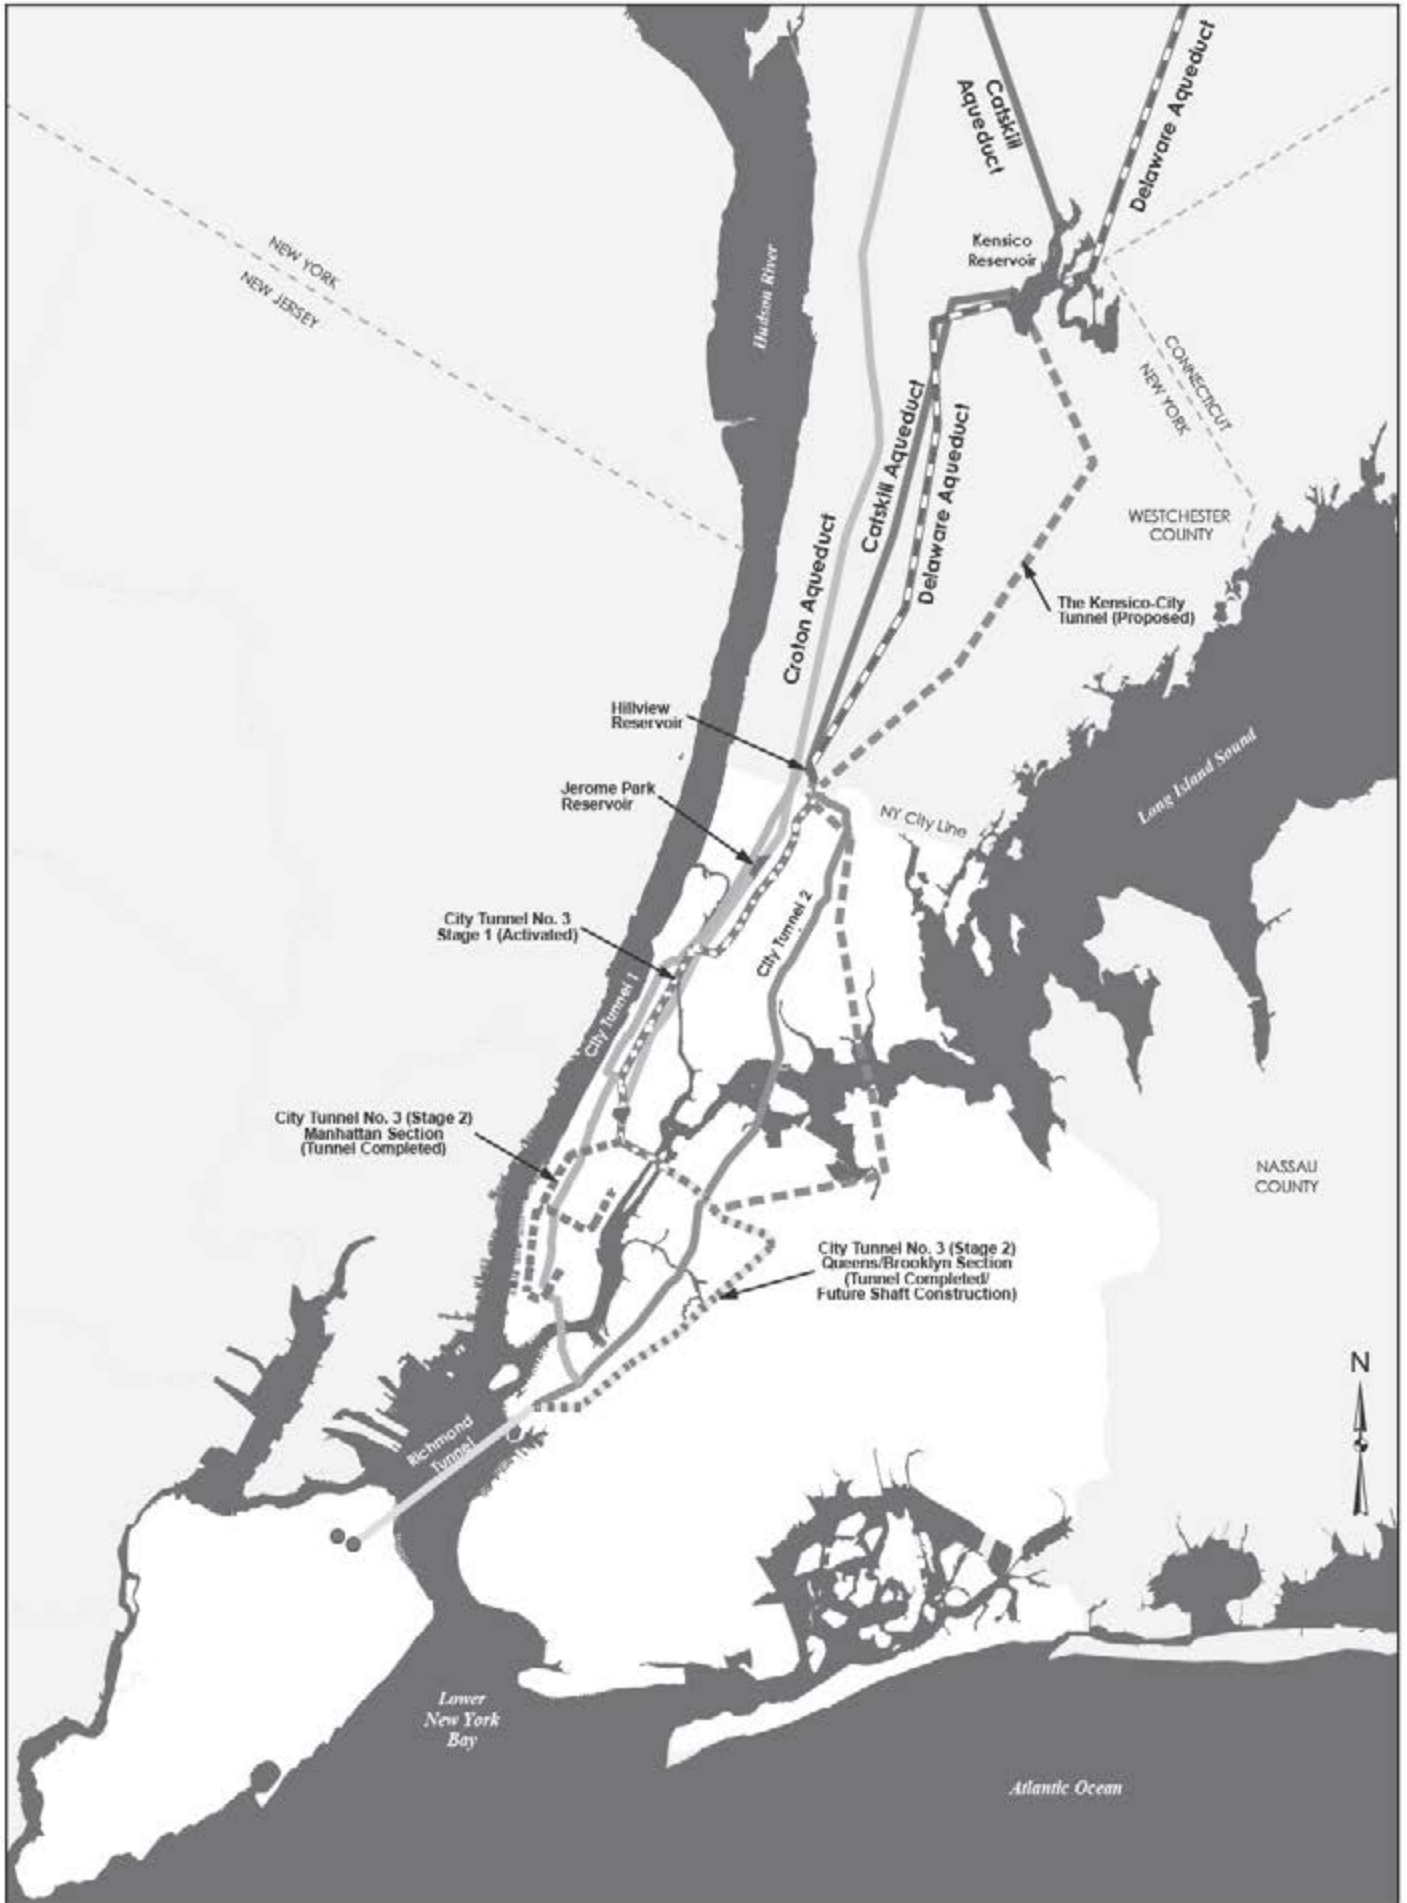 Catskill
Aqueduct
Delaware Aqueduct
Kensico
Reservoir
NEW YORK
NEW JERSEY
Hudson River
CONNECTICUT
NEW YORK
Catskill Aqueduct
Delaware Aqueduct
Croton Aqueduct
WESTCHESTER
COUNTY
The Kensico-City
Tunnel (Proposed)
Hillview
Reservoir
Long Island Sound
Jerome Park
Reservoir
NY City Line
City Tunnel No. 3
Stage 1 (Activated)
City Tunnel 2
City Tunnel 1
City Tunnel No. 3 (Stage 2)
Manhattan Section
(Tunnel Completed)
NASSAU
COUNTY
City Tunnel No. 3 (Stage 2)
Queens/Brooklyn Section
(Tunnel Completed/
Future Shaft Construction)
N
Richmond
Tunnel
Lower
New York
Bay
Atlantic Ocean